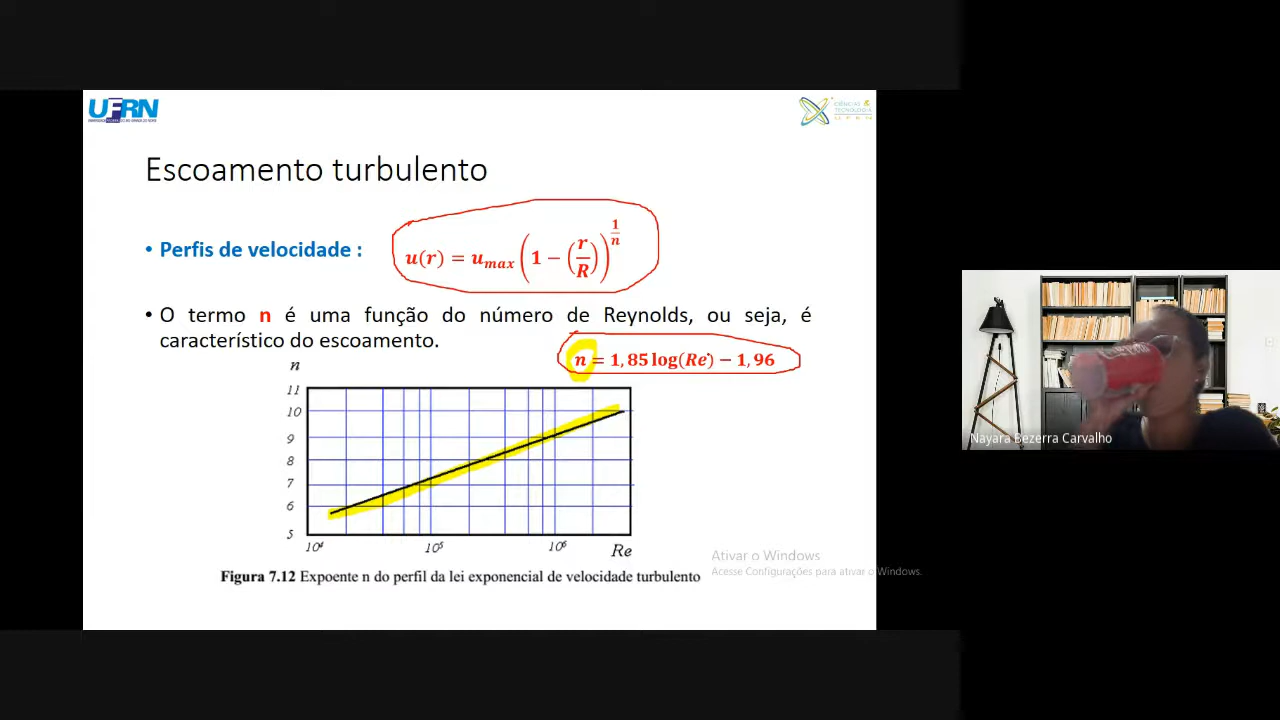 UFRN
CIÊNCIAS &
TECNOLOGIA
UFRN
Escoamento turbulento
• Perfis de velocidade : u(r) = u_max (1 − (r/R))^(1/n)
• O termo n é uma função do número de Reynolds, ou seja, é
característico do escoamento.
n = 1,85 log(Re) − 1,96
n
11
10
9
8
7
6
5
10⁴ 10⁵ 10⁶ Re
Figura 7.12 Expoente n do perfil da lei exponencial de velocidade turbulento
Ativar o Windows
Acesse Configurações para ativar o Windows.
Nayara Bezerra Carvalho